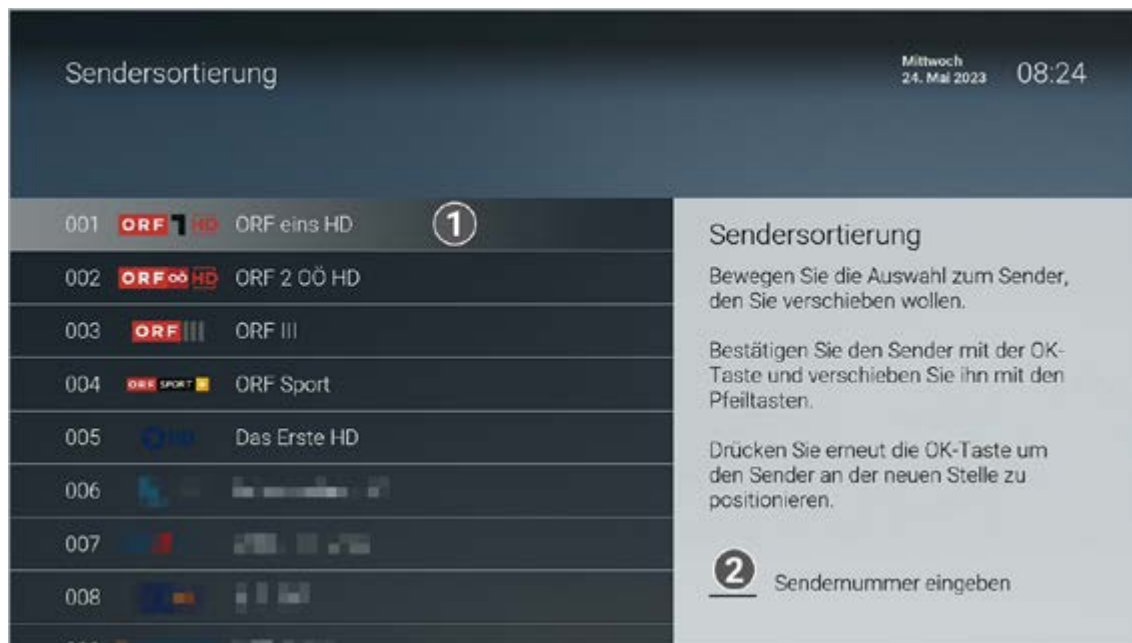 Sendersortierung
Mittwoch
24. Mai 2023
08:24
001 ORF 1 HD ORF eins HD 1
002 ORF oö HD ORF 2 OÖ HD
003 ORF III ORF III
004 ORF SPORT + ORF Sport
005 HD Das Erste HD
006
007
008
Sendersortierung
Bewegen Sie die Auswahl zum Sender,
den Sie verschieben wollen.
Bestätigen Sie den Sender mit der OK-
Taste und verschieben Sie ihn mit den
Pfeiltasten.
Drücken Sie erneut die OK-Taste um
den Sender an der neuen Stelle zu
positionieren.
2 Sendernummer eingeben